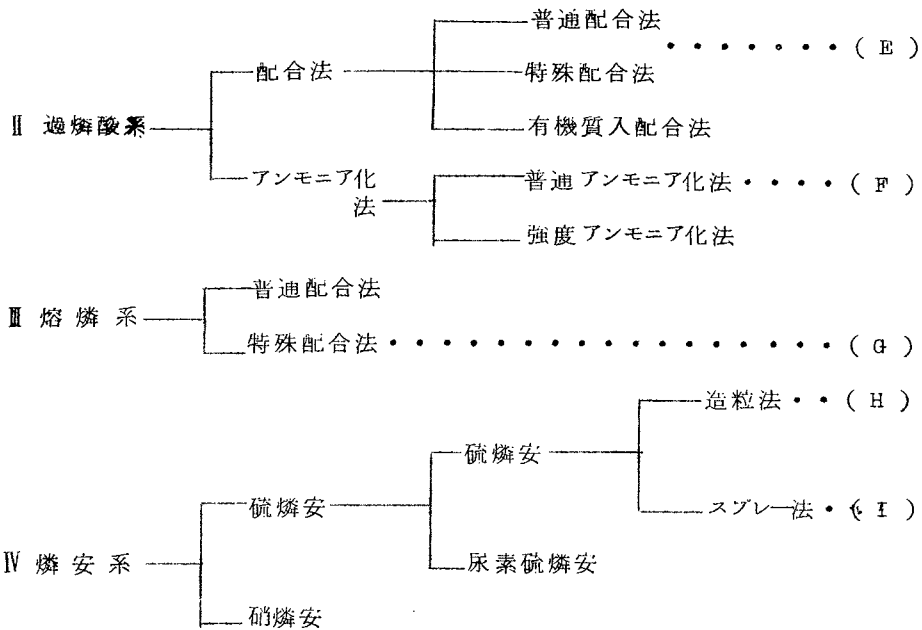 普通配合法
・・・・・・・( E )
配合法
特殊配合法
Ⅱ 過燐酸系
有機質入配合法
アンモニア化法
普通アンモニア化法・・・・( F )
強度アンモニア化法
普通配合法
Ⅲ 熔燐系
特殊配合法・・・・・・・・・・・・・・・・・( G )
造粒法・・( H )
硫燐安
硫燐安
スプレー法・・( I )
Ⅳ 燐安系
尿素硫燐安
硝燐安